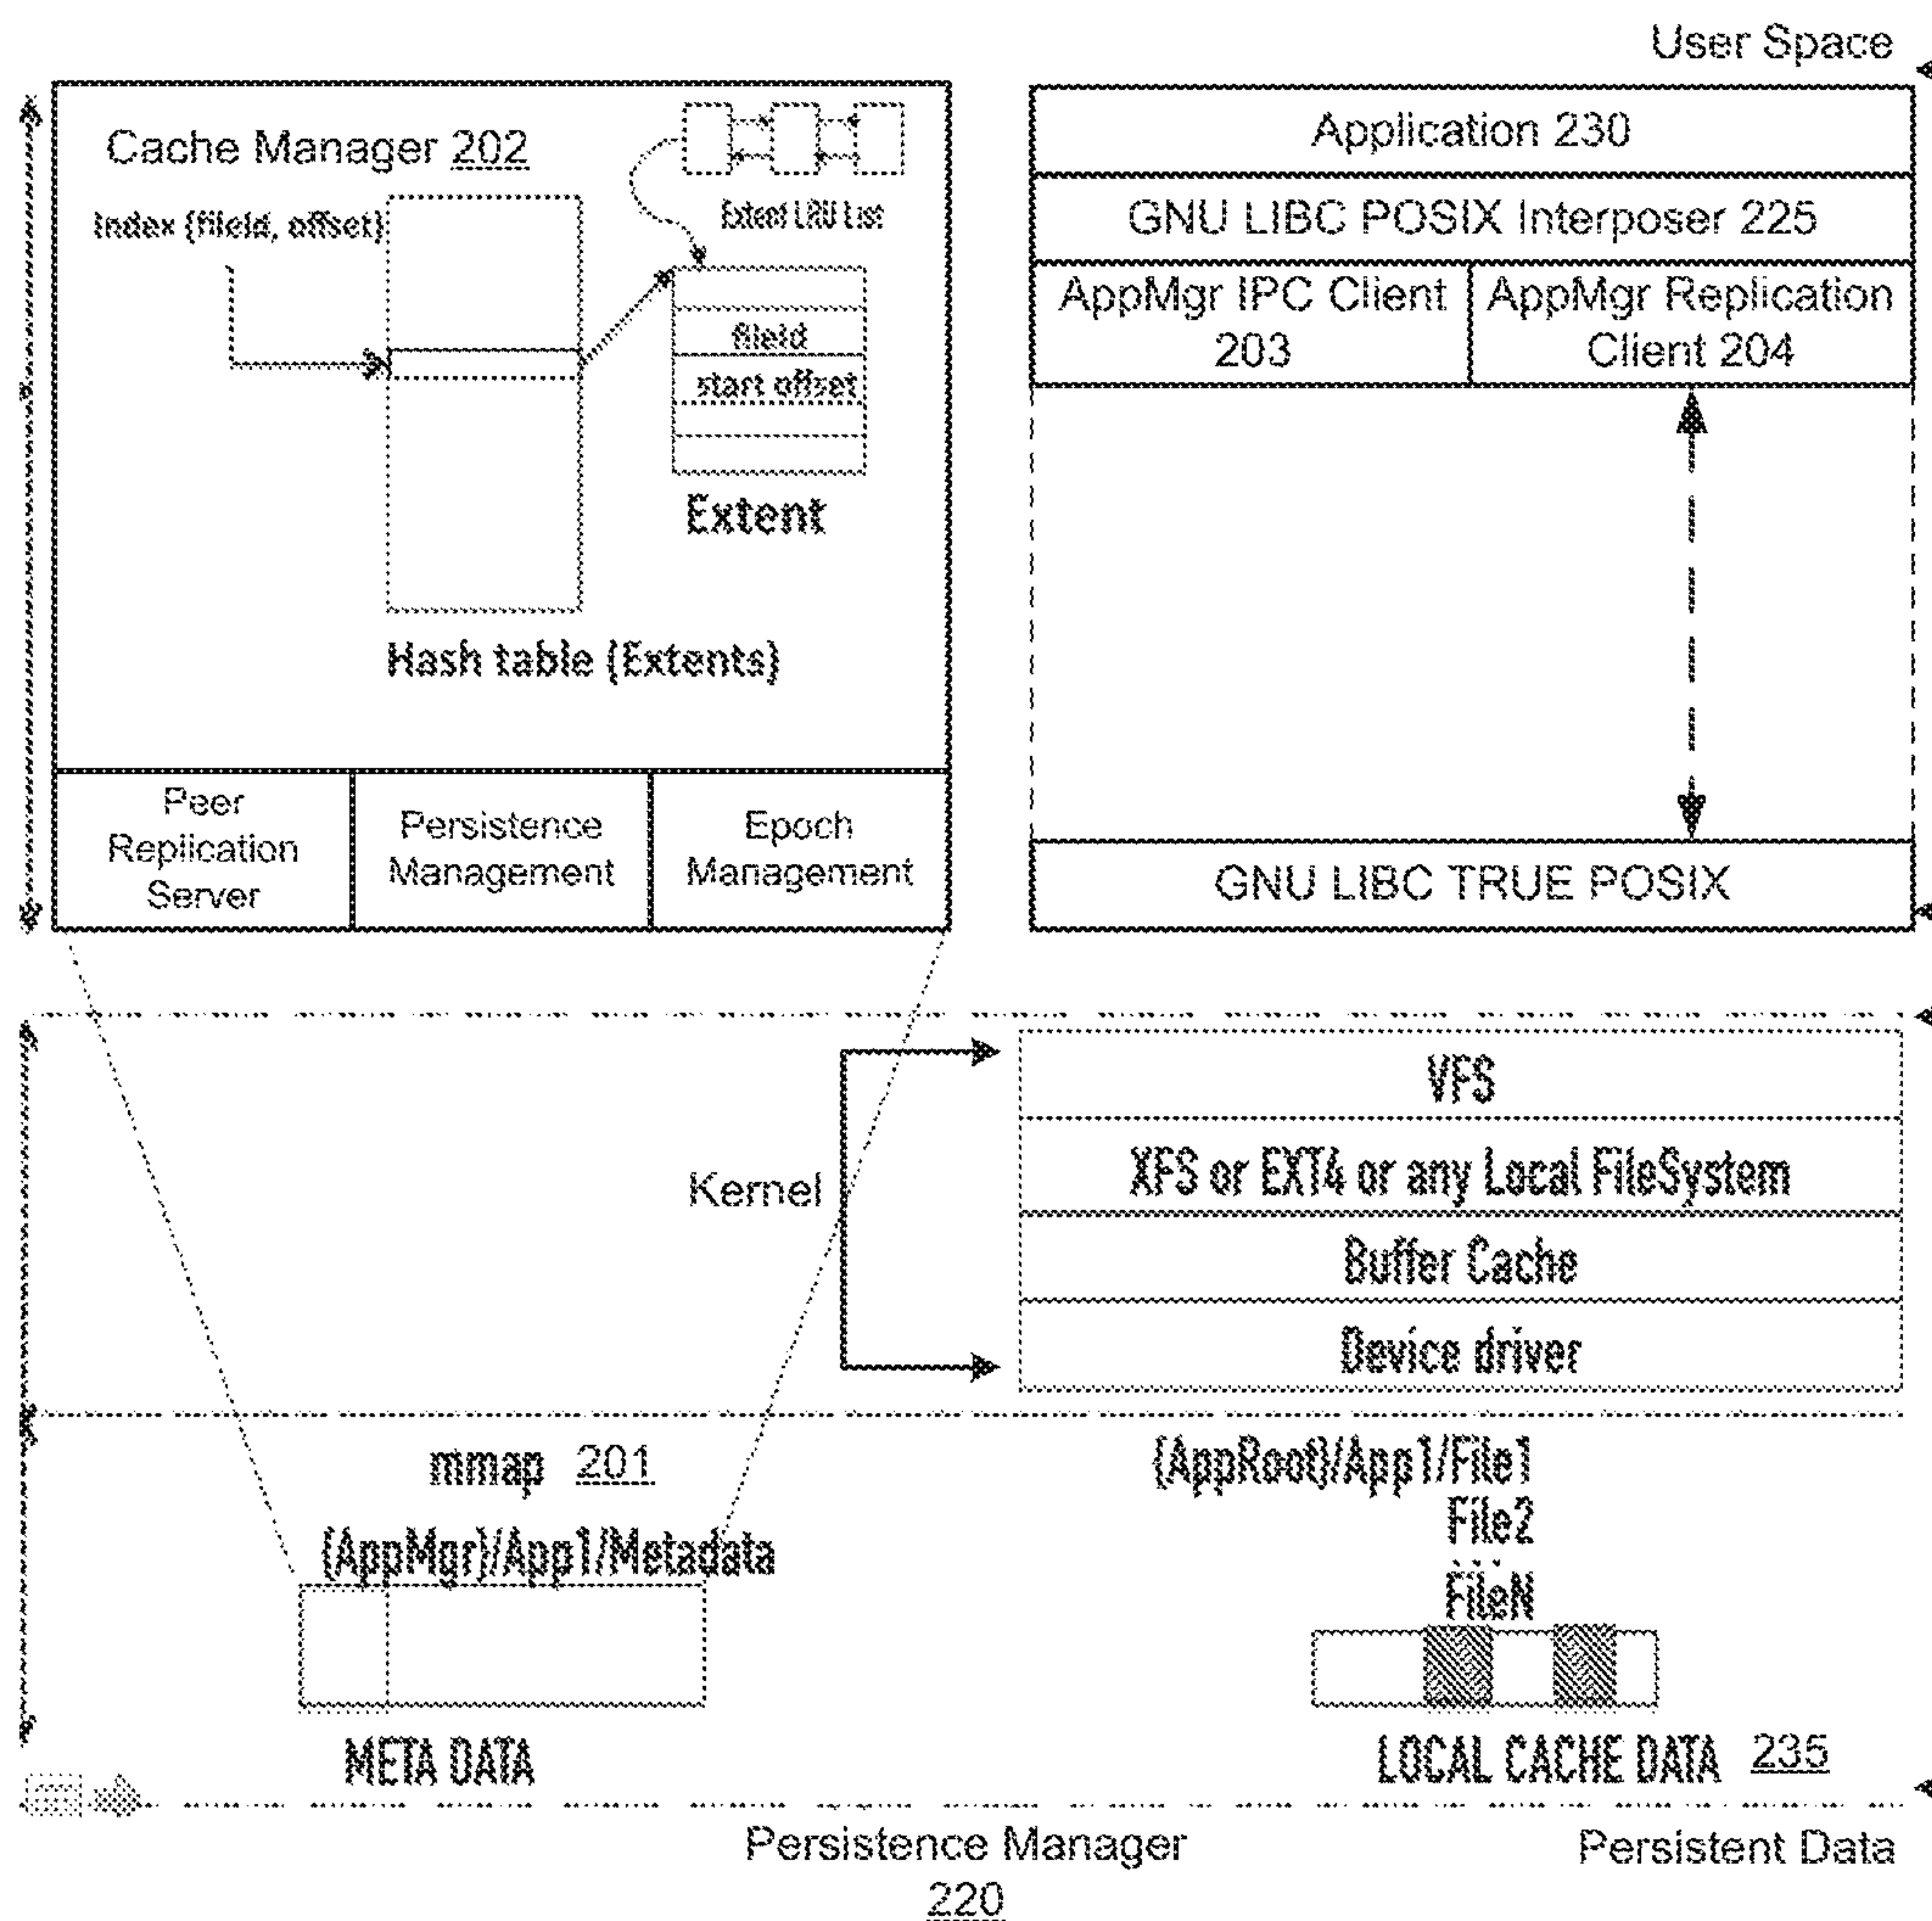 User Space
Cache Manager 202
Index {fileId, offset}
Extent LRU List
fileId
start offset
Extent
Hash table (Extents)
Peer
Replication
Server
Persistence
Management
Epoch
Management
Application 230
GNU LIBC POSIX Interposer 225
AppMgr IPC Client
203
AppMgr Replication
Client 204
GNU LIBC TRUE POSIX
Kernel
VFS
XFS or EXT4 or any Local FileSystem
Buffer Cache
Device driver
mmap 201
{AppMgr}/App1/Metadata
META DATA
{AppRoot}/App1/File1
File2
...
FileN
LOCAL CACHE DATA 235
Persistence Manager
220
Persistent Data